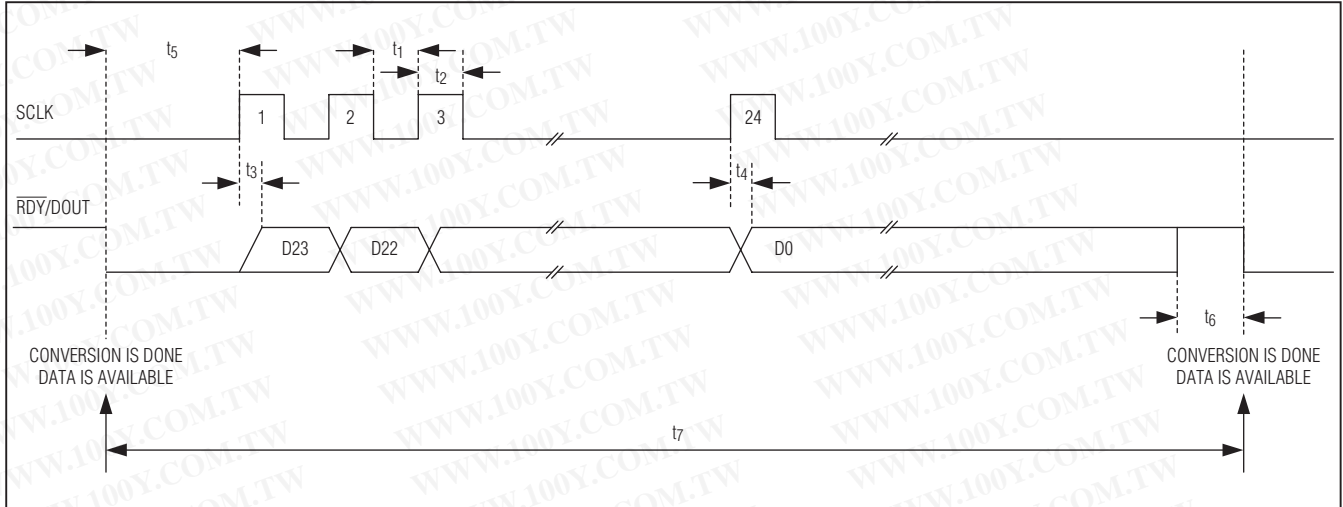 t5
t1
t2
SCLK
1
2
3
24
t3
t4
RDY/DOUT
D23
D22
D0
t6
CONVERSION IS DONE
DATA IS AVAILABLE
CONVERSION IS DONE
DATA IS AVAILABLE
t7
WWW.100Y.COM.TW